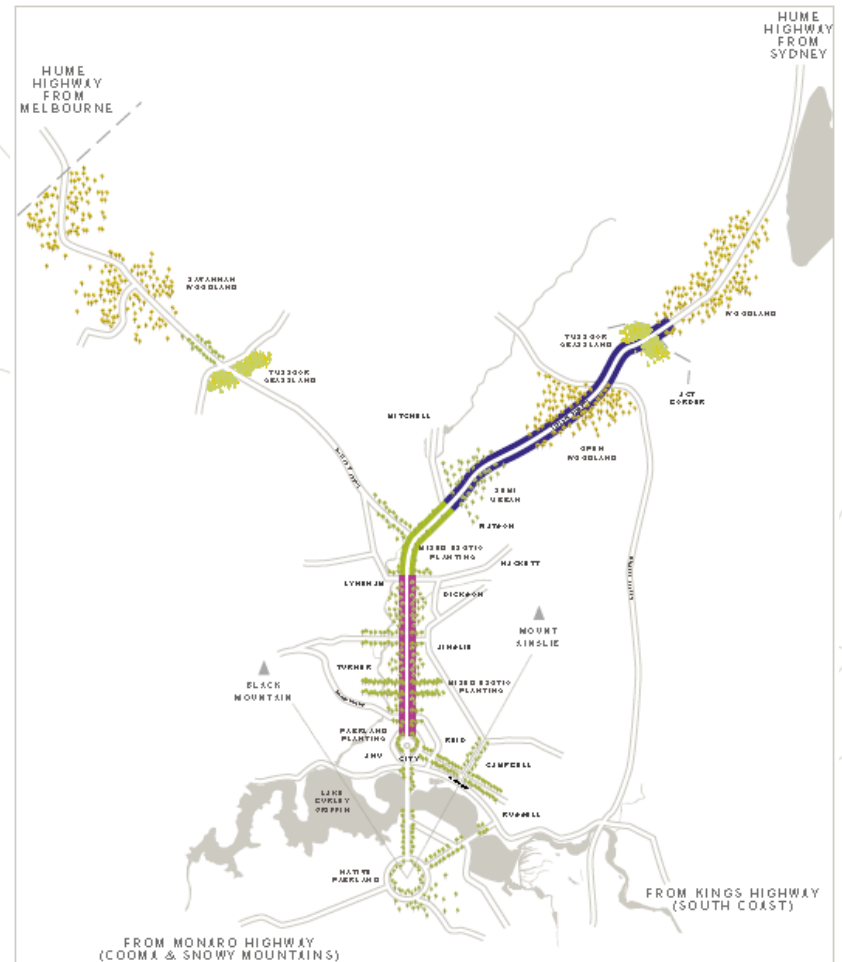 HUME
HIGHWAY
FROM
SYDNEY
HUME
HIGHWAY
FROM
MELBOURNE
SAVANNAH
WOODLAND
WOODLAND
TUSSOCK
GRASSLAND
TUSSOCK
GRASSLAND
ACT
BORDER
MITCHELL
OPEN
WOODLAND
SEMI
URBAN
WATSON
MIXED EXOTIC
PLANTING
HACKETT
LYNEHAM
DICKSON
MOUNT
AINSLIE
AINSLIE
TURNER
BLACK
MOUNTAIN
MIXED EXOTIC
PLANTING
PARKLAND
PLANTING
REID
ANU
CITY
CAMPBELL
LAKE
BURLEY
GRIFFIN
RUSSELL
NATIVE
PARKLAND
FROM KINGS HIGHWAY
(SOUTH COAST)
FROM MONARO HIGHWAY
(COOMA & SNOWY MOUNTAINS)